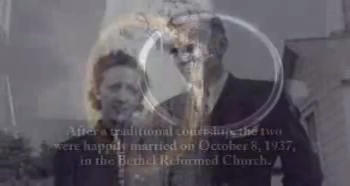 After a traditional courtship, the two
were happily married on October 8, 1937,
in the Bethel Reformed Church.